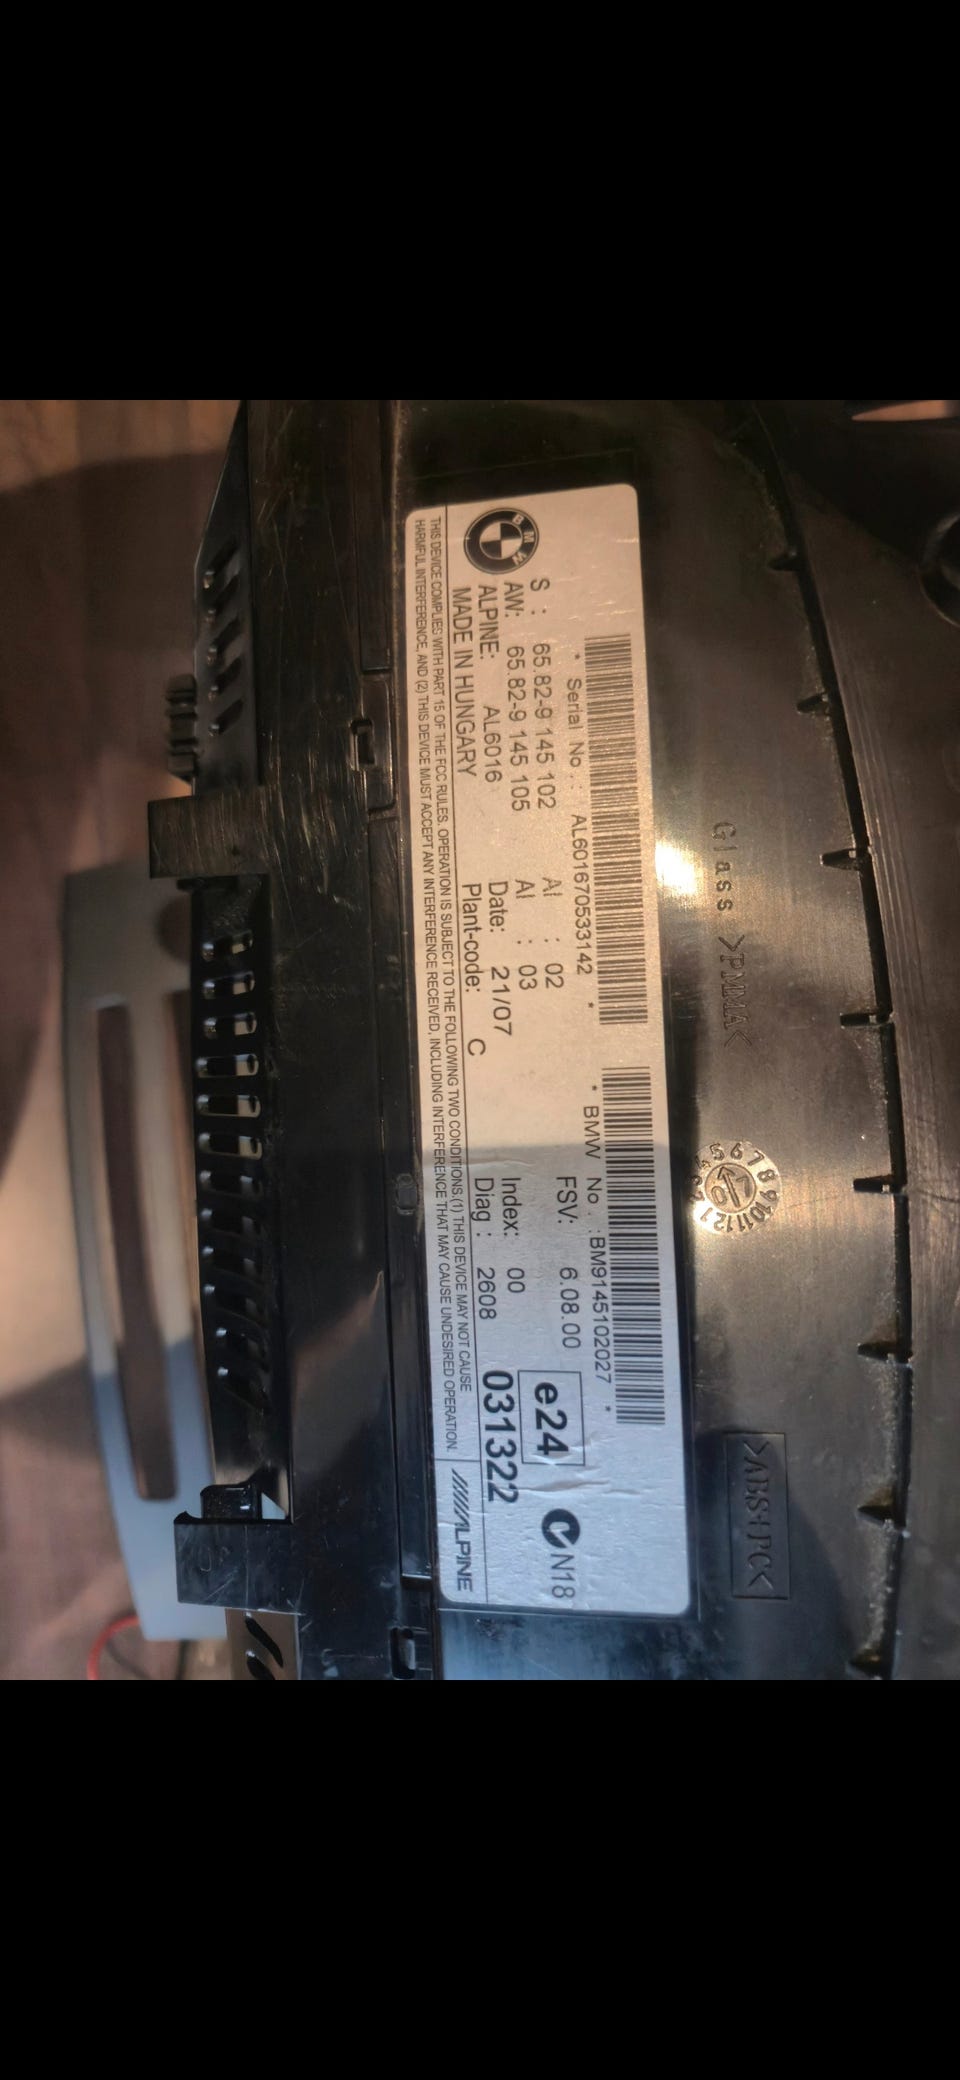 * Serial No.: AL601670533142 *
* BMW No. :BM9145102027 *
S : 65.82-9 145 102 AI : 02 FSV: 6.08.00
AW: 65.82-9 145 105 AI : 03 Index: 00
ALPINE: AL6016 Date: 21/07 Diag : 2608
MADE IN HUNGARY Plant-code: C
e24
031322
N18
THIS DEVICE COMPLIES WITH PART 15 OF THE FCC RULES. OPERATION IS SUBJECT TO THE FOLLOWING TWO CONDITIONS,(1) THIS DEVICE MAY NOT CAUSE
HARMFUL INTERFERENCE, AND (2) THIS DEVICE MUST ACCEPT ANY INTERFERENCE RECEIVED, INCLUDING INTERFERENCE THAT MAY CAUSE UNDESIRED OPERATION.
ALPINE
BMW
Glass >PMMA<
>ABS+PC<